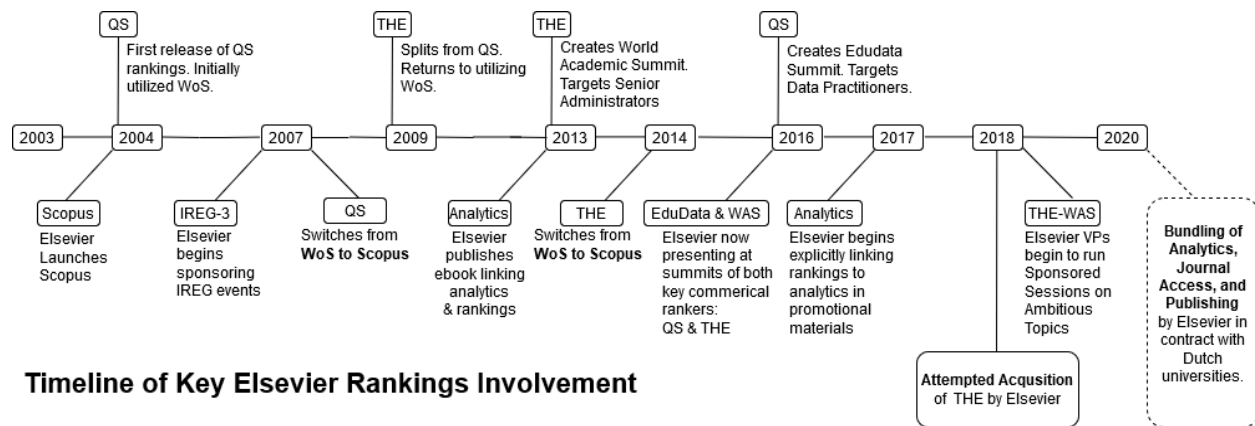 QS
First release of QS
rankings. Initially
utilized WoS.
THE
Splits from QS.
Returns to utilizing
WoS.
THE
Creates World
Academic Summit.
Targets Senior
Administrators
QS
Creates Edudata
Summit. Targets
Data Practitioners.
2003
2004
2007
2009
2013
2014
2016
2017
2018
2020
Scopus
Elsevier
Launches
Scopus
IREG-3
Elsevier
begins
sponsoring
IREG events
QS
Switches from
WoS to Scopus
Analytics
Elsevier
publishes
ebook linking
analytics
& rankings
THE
Switches from
WoS to Scopus
EduData & WAS
Elsevier now
presenting at
summits of both
key commerical
rankers:
QS & THE
Analytics
Elsevier begins
explicitly linking
rankings to
analytics in
promotional
materials
Attempted Acqusition
of THE by Elsevier
THE-WAS
Elsevier VPs
begin to run
Sponsored
Sessions on
Ambitious
Topics
Bundling of
Analytics,
Journal
Access, and
Publishing
by Elsevier in
contract with
Dutch
universities.
Timeline of Key Elsevier Rankings Involvement